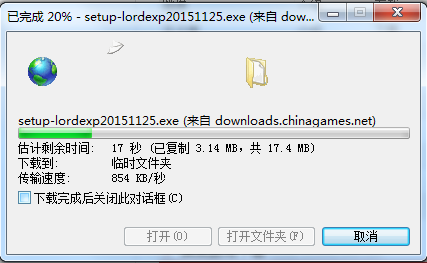 已完成 20% - setup-lordexp20151125.exe (来自 dow...
setup-lordexp20151125.exe (来自 downloads.chinagames.net)
估计剩余时间: 17 秒 (已复制 3.14 MB，共 17.4 MB)
下载到: 临时文件夹
传输速度: 854 KB/秒
下载完成后关闭此对话框(C)
打开(O) 打开文件夹(F) 取消